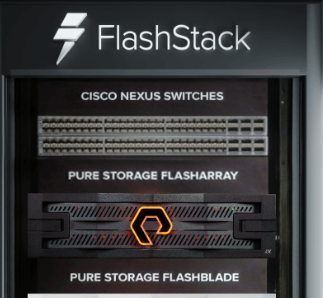 FlashStack
CISCO NEXUS SWITCHES
PURE STORAGE FLASHARRAY
PURE STORAGE FLASHBLADE